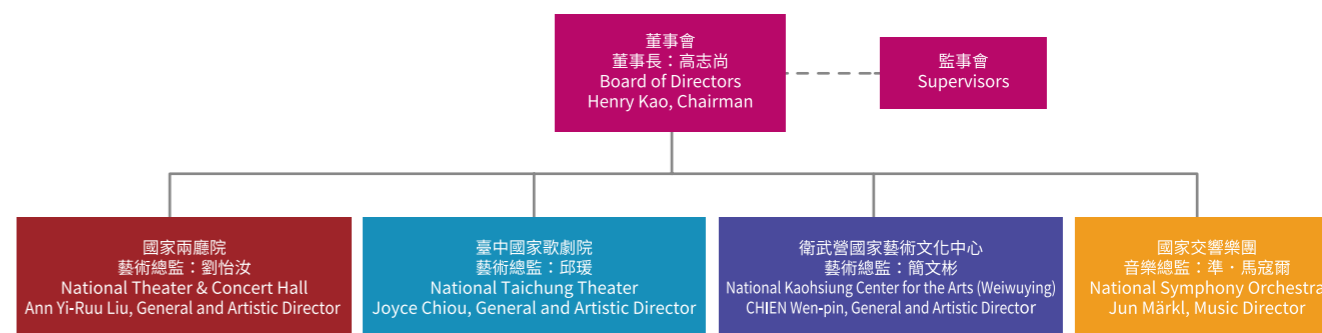 董事會
董事長：高志尚
Board of Directors
Henry Kao, Chairman
監事會
Supervisors
國家兩廳院
藝術總監：劉怡汝
National Theater & Concert Hall
Ann Yi-Ruu Liu, General and Artistic Director
臺中國家歌劇院
藝術總監：邱瑗
National Taichung Theater
Joyce Chiou, General and Artistic Director
衛武營國家藝術文化中心
藝術總監：簡文彬
National Kaohsiung Center for the Arts (Weiwuying)
CHIEN Wen-pin, General and Artistic Director
國家交響樂團
音樂總監：準・馬寇爾
National Symphony Orchestra
Jun Märkl, Music Director